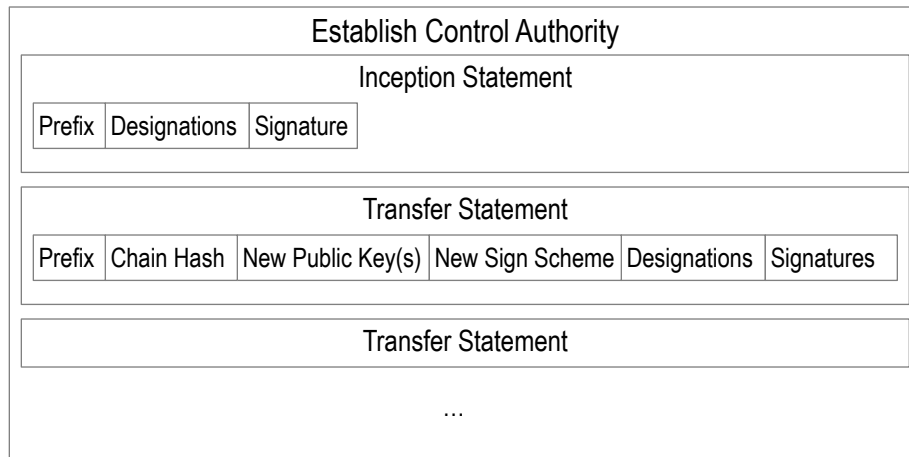 Establish Control Authority
Inception Statement
Prefix Designations Signature
Transfer Statement
Prefix Chain Hash New Public Key(s) New Sign Scheme Designations Signatures
Transfer Statement
...